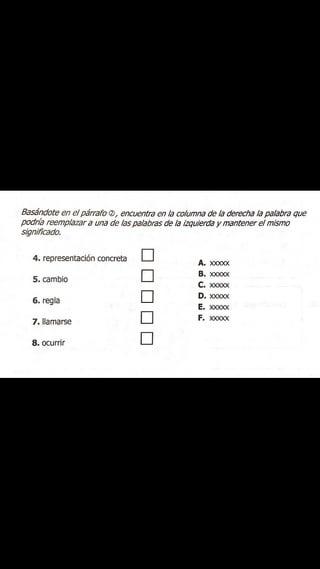 Basándote en el párrafo ②, encuentra en la columna de la derecha la palabra que
podría reemplazar a una de las palabras de la izquierda y mantener el mismo
significado.
4. representación concreta
A. xxxxx
B. xxxxx
5. cambio
C. xxxxx
D. xxxxx
6. regla
E. xxxxx
F. xxxxx
7. llamarse
8. ocurrir